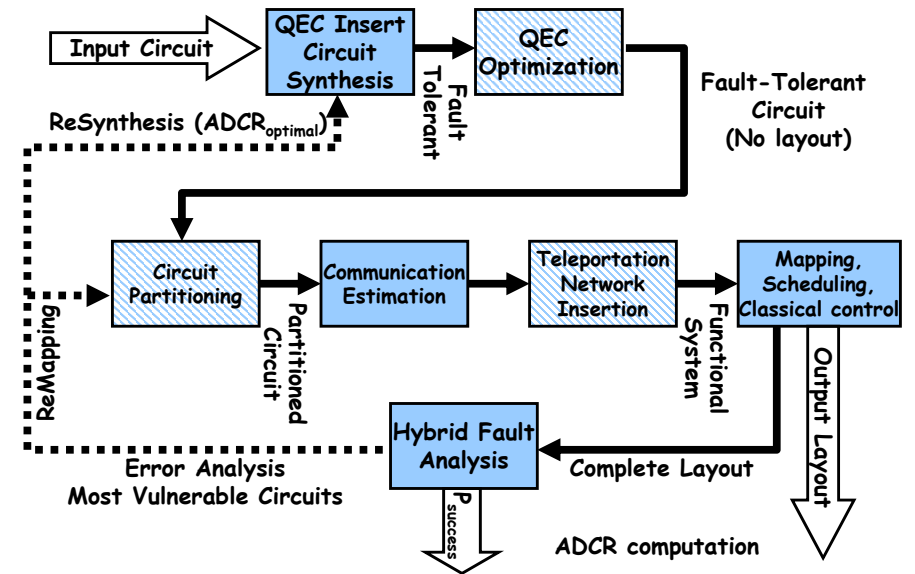 Input Circuit
QEC Insert
Circuit
Synthesis
Fault
Tolerant
QEC
Optimization
Fault-Tolerant
Circuit
(No layout)
ReSynthesis (ADCRoptimal)
Circuit
Partitioning
Partitioned
Circuit
Communication
Estimation
Teleportation
Network
Insertion
Functional
System
Mapping,
Scheduling,
Classical control
ReMapping
Output Layout
Hybrid Fault
Analysis
Complete Layout
Error Analysis
Most Vulnerable Circuits
Psuccess
ADCR computation